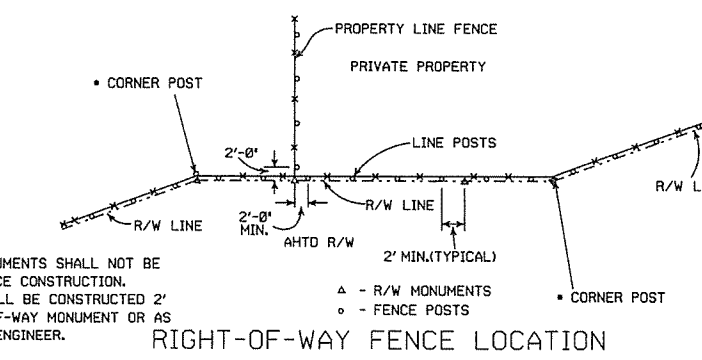 PROPERTY LINE FENCE
PRIVATE PROPERTY
• CORNER POST
2'-0"
LINE POSTS
R/W LINE
R/W LINE
R/W L
2'-0"
MIN.
AHTD R/W
2' MIN.(TYPICAL)
UMENTS SHALL NOT BE
CE CONSTRUCTION.
LL BE CONSTRUCTED 2'
F-WAY MONUMENT OR AS
ENGINEER.
△ - R/W MONUMENTS
○ - FENCE POSTS
• CORNER POST
RIGHT-OF-WAY FENCE LOCATION